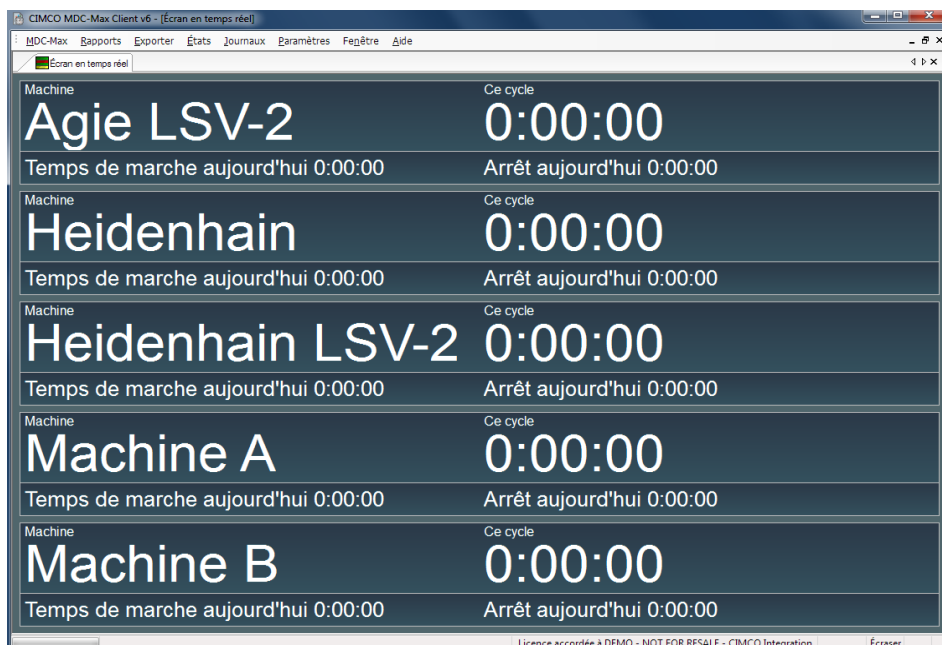 CIMCO MDC-Max Client v6 - [Écran en temps réel]
MDC-Max Rapports Exporter États Journaux Paramètres Fenêtre Aide
Écran en temps réel
Machine Ce cycle
Agie LSV-2 0:00:00
Temps de marche aujourd'hui 0:00:00 Arrêt aujourd'hui 0:00:00
Machine Ce cycle
Heidenhain 0:00:00
Temps de marche aujourd'hui 0:00:00 Arrêt aujourd'hui 0:00:00
Machine Ce cycle
Heidenhain LSV-2 0:00:00
Temps de marche aujourd'hui 0:00:00 Arrêt aujourd'hui 0:00:00
Machine Ce cycle
Machine A 0:00:00
Temps de marche aujourd'hui 0:00:00 Arrêt aujourd'hui 0:00:00
Machine Ce cycle
Machine B 0:00:00
Temps de marche aujourd'hui 0:00:00 Arrêt aujourd'hui 0:00:00
Licence accordée à DEMO - NOT FOR RESALE - CIMCO Integration Écraser